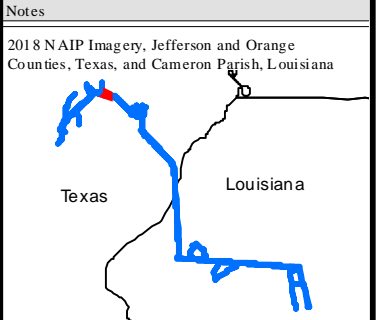 Notes
2018 NAIP Imagery, Jefferson and Orange
Counties, Texas, and Cameron Parish, Louisiana
Louisiana
Texas